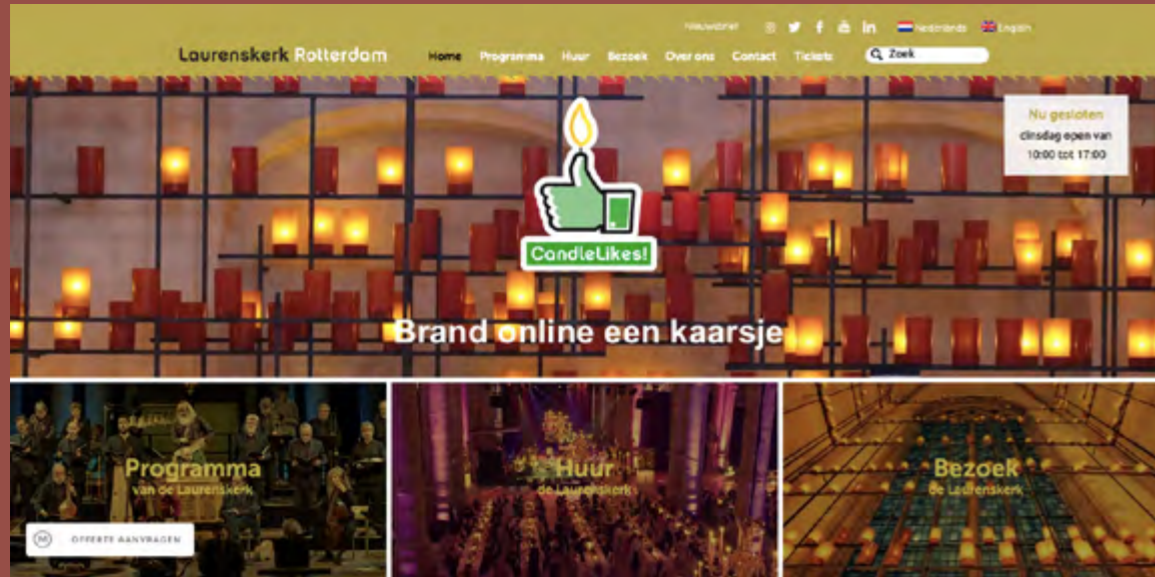 Nieuwsbrief
Nederlands
English
Laurenskerk Rotterdam
Home Programma Huur Bezoek Over ons Contact Tickets
Zoek
Nu gesloten
dinsdag open van
10:00 tot 17:00
CandleLikes!
Brand online een kaarsje
Programma
van de Laurenskerk
Huur
de Laurenskerk
Bezoek
de Laurenskerk
OFFERTE AANVRAGEN